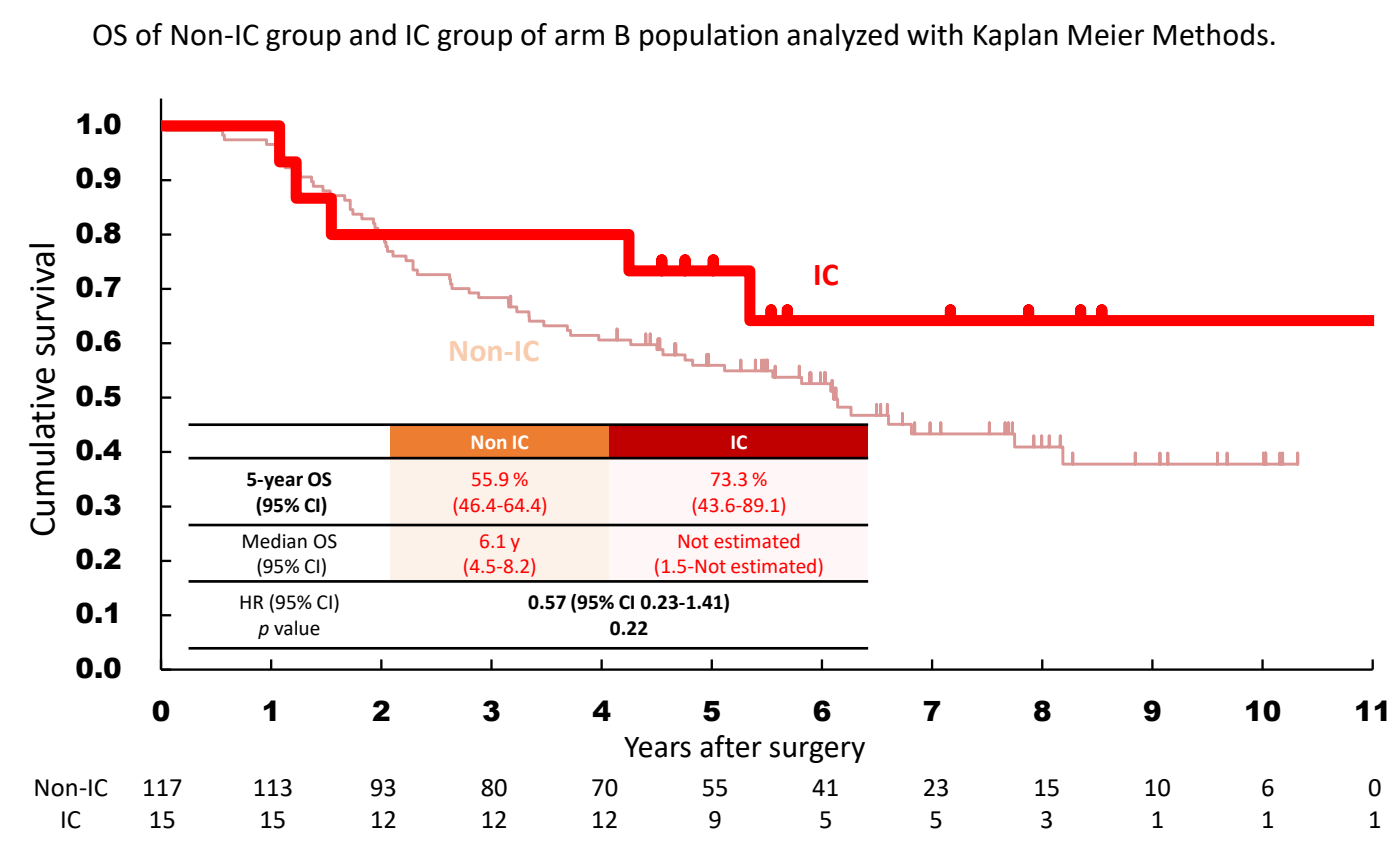 OS of Non-IC group and IC group of arm B population analyzed with Kaplan Meier Methods.
Cumulative survival
1.0
0.9
0.8
0.7
0.6
0.5
0.4
0.3
0.2
0.1
0.0
IC
Non-IC
Non IC IC
5-year OS 55.9 % 73.3 %
(95% CI) (46.4-64.4) (43.6-89.1)
Median OS 6.1 y Not estimated
(95% CI) (4.5-8.2) (1.5-Not estimated)
HR (95% CI) 0.57 (95% CI 0.23-1.41)
p value 0.22
0 1 2 3 4 5 6 7 8 9 10 11
Years after surgery
Non-IC 117 113 93 80 70 55 41 23 15 10 6 0
IC 15 15 12 12 12 9 5 5 3 1 1 1